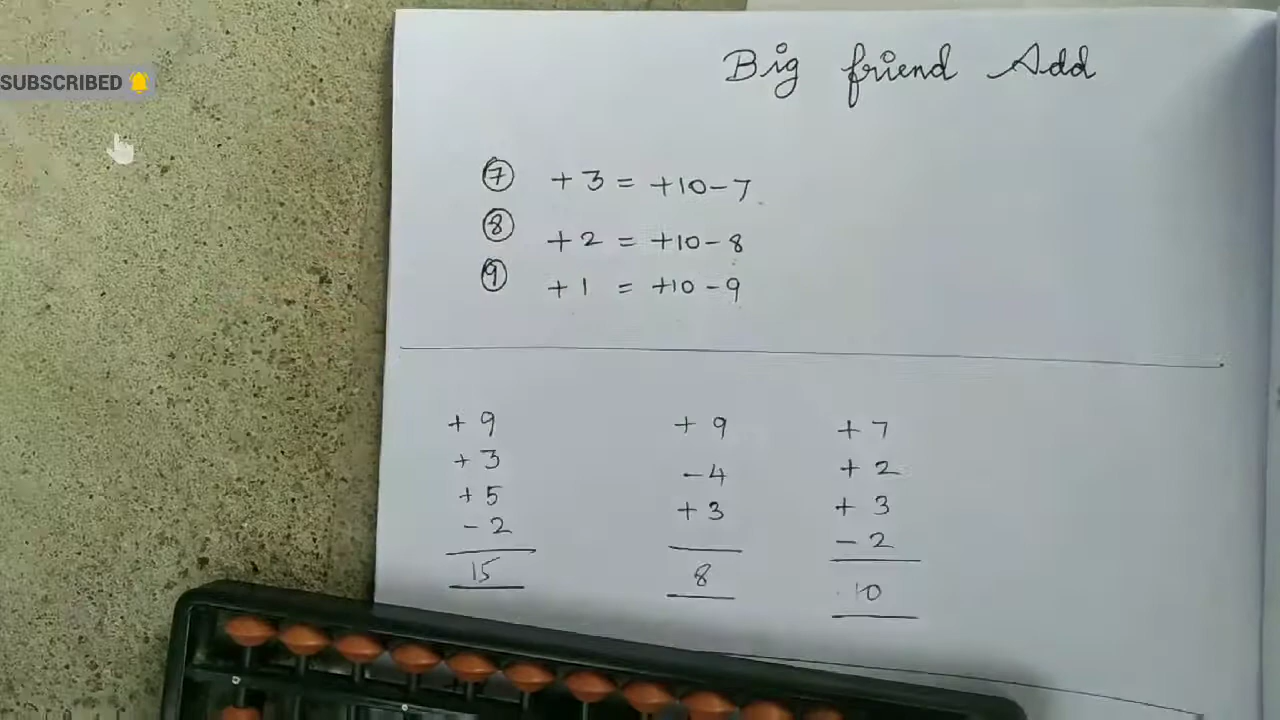 SUBSCRIBED
Big friend Add
7 +3 = +10-7
8 +2 = +10-8
9 +1 = +10-9
+9
+3
+5
-2
15
+9
-4
+3
8
+7
+2
+3
-2
10